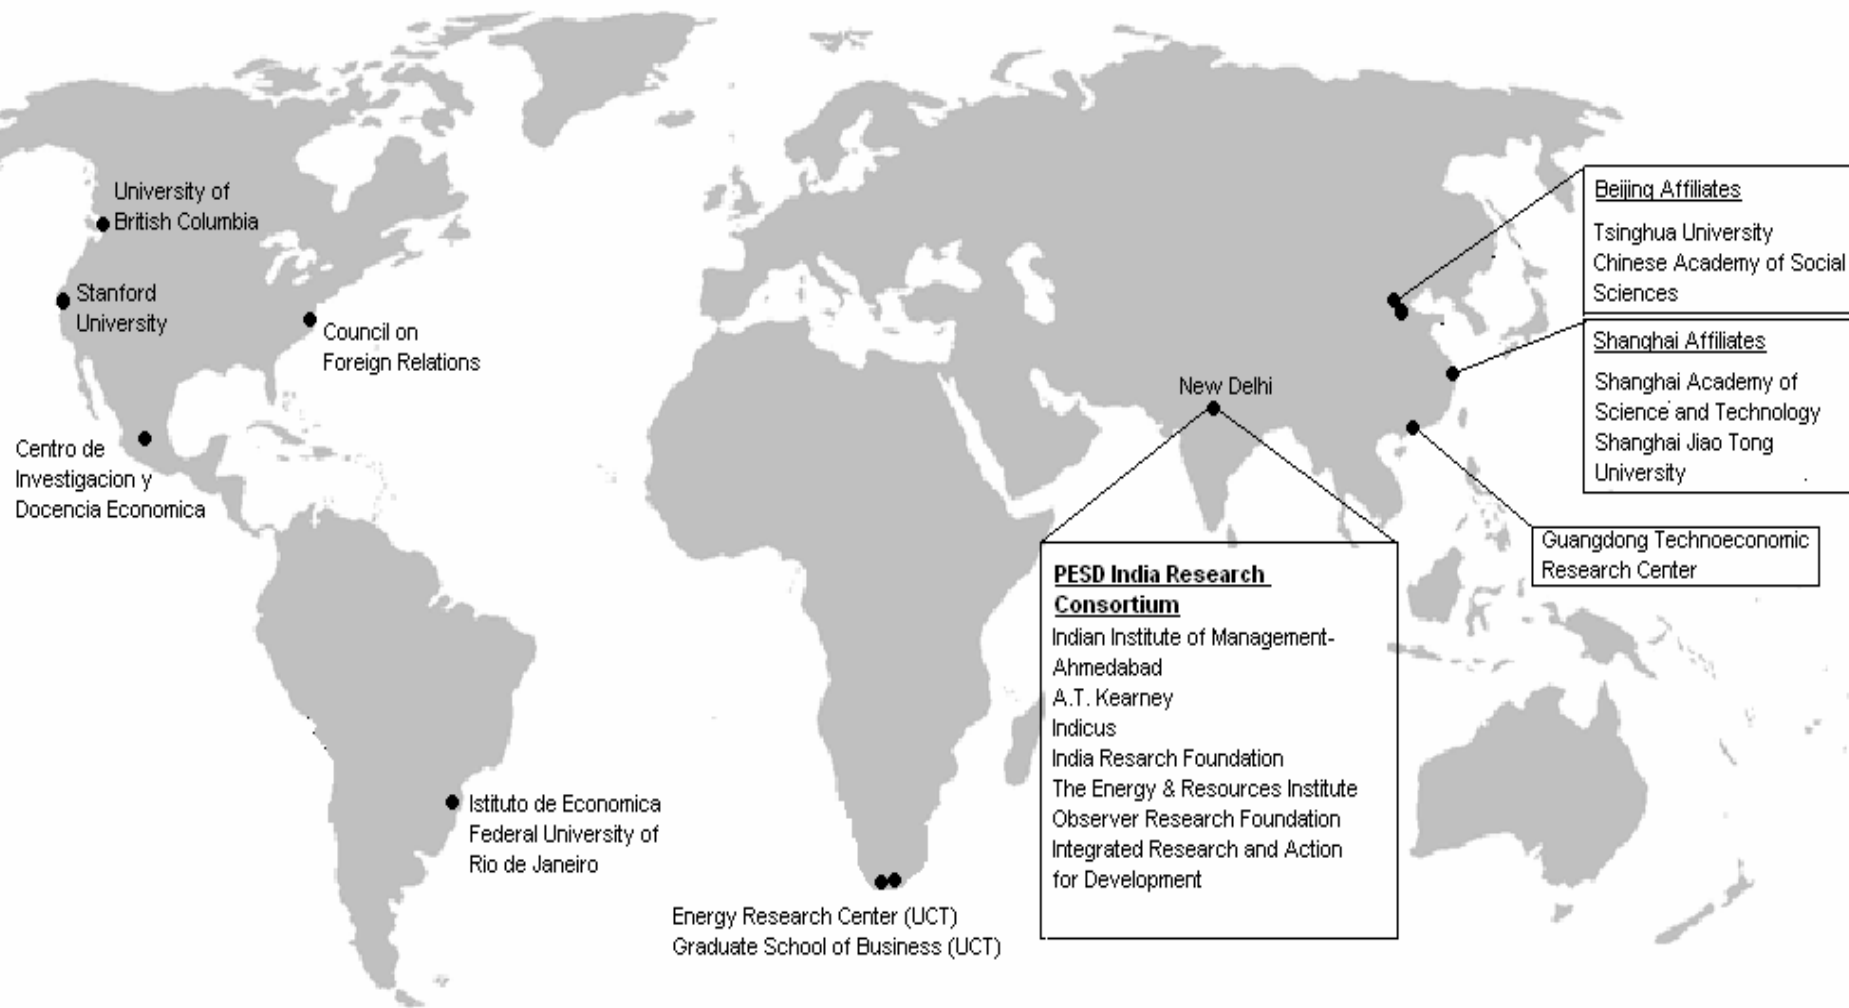 University of
British Columbia
Stanford
University
Council on
Foreign Relations
Centro de
Investigacion y
Docencia Economica
Istituto de Economica
Federal University of
Rio de Janeiro
Energy Research Center (UCT)
Graduate School of Business (UCT)
New Delhi
PESD India Research
Consortium
Indian Institute of Management-
Ahmedabad
A.T. Kearney
Indicus
India Resarch Foundation
The Energy & Resources Institute
Observer Research Foundation
Integrated Research and Action
for Development
Beijing Affiliates
Tsinghua University
Chinese Academy of Social
Sciences
Shanghai Affiliates
Shanghai Academy of
Science and Technology
Shanghai Jiao Tong
University
Guangdong Technoeconomic
Research Center